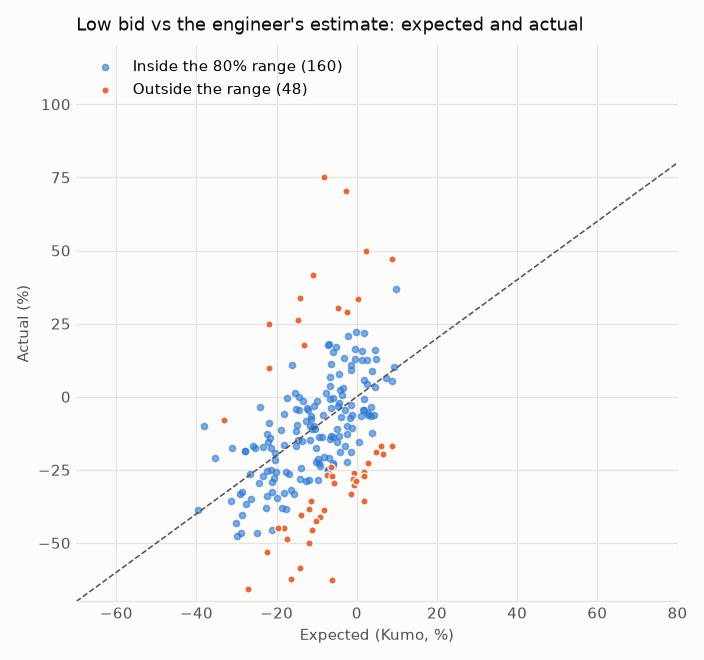 Low bid vs the engineer's estimate: expected and actual
Inside the 80% range (160)
Outside the range (48)
100
75
50
25
0
−25
−50
Actual (%)
−60 −40 −20 0 20 40 60 80
Expected (Kumo, %)